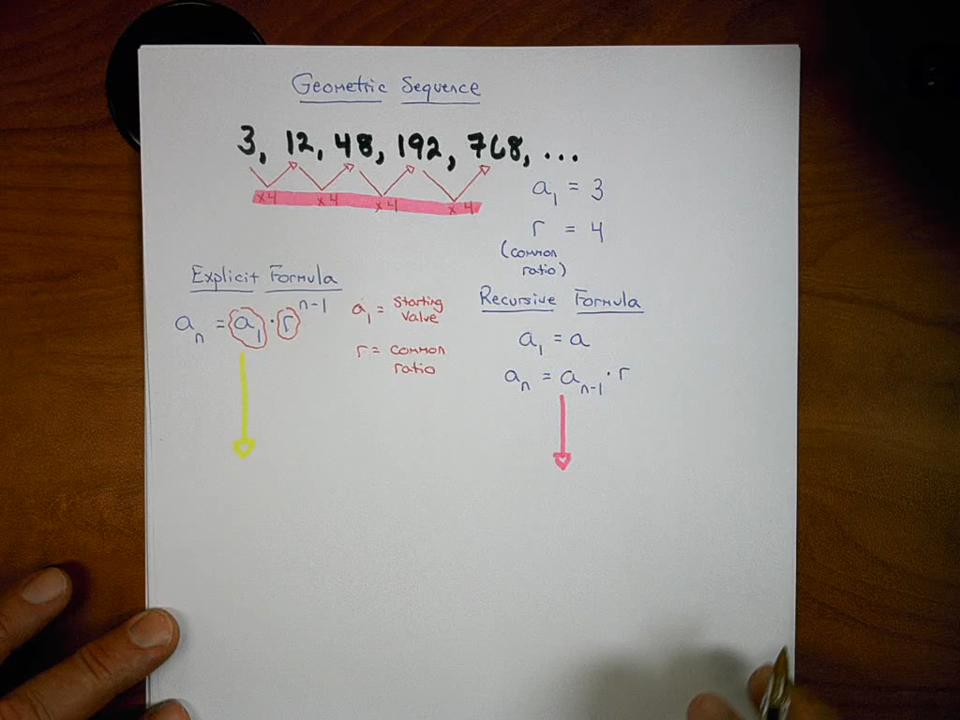 Geometric Sequence
3, 12, 48, 192, 768, ...
x4 x4 x4 x4
a₁ = 3
r = 4
(common
ratio)
Explicit Formula
aₙ = a₁ · rⁿ⁻¹
a₁ = Starting
Value
r = common
ratio
Recursive Formula
a₁ = a
aₙ = aₙ₋₁ · r